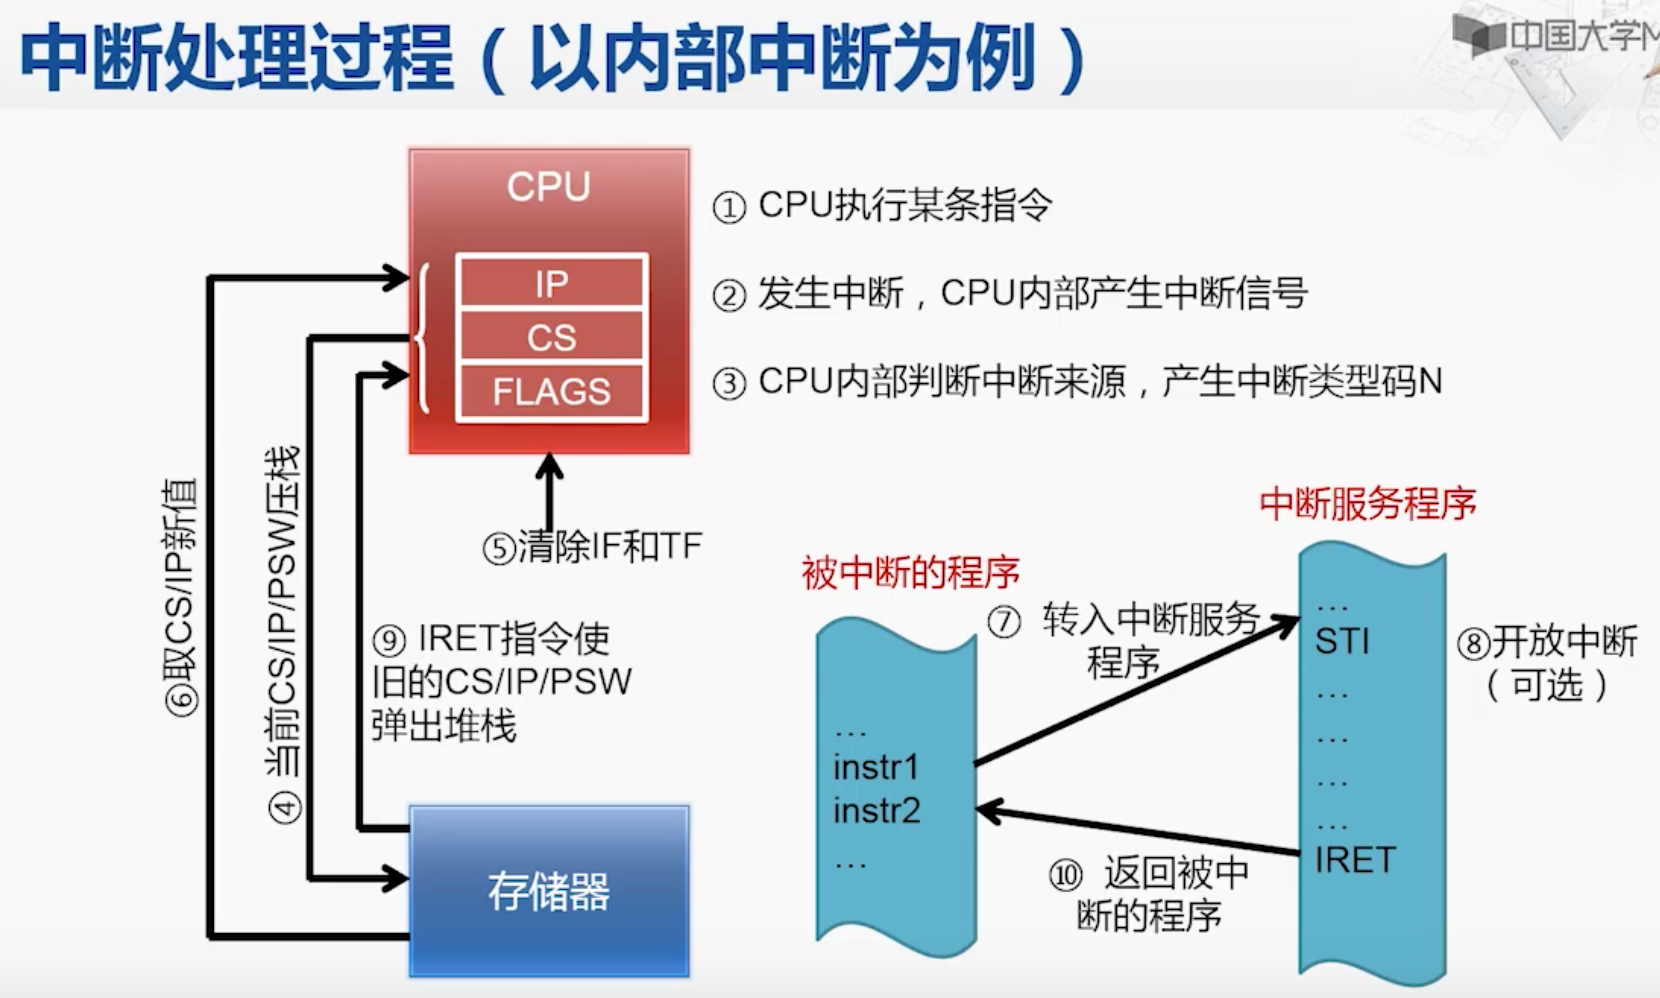 中断处理过程（以内部中断为例）
中国大学M
CPU
IP
CS
FLAGS
① CPU执行某条指令
② 发生中断，CPU内部产生中断信号
③ CPU内部判断中断来源，产生中断类型码N
④ 当前CS/IP/PSW压栈
⑤清除IF和TF
⑥取CS/IP新值
⑨ IRET指令使
旧的CS/IP/PSW
弹出堆栈
存储器
被中断的程序
...
instr1
instr2
...
⑦ 转入中断服务
程序
中断服务程序
...
STI
...
...
...
...
IRET
⑧开放中断
（可选）
⑩ 返回被中
断的程序